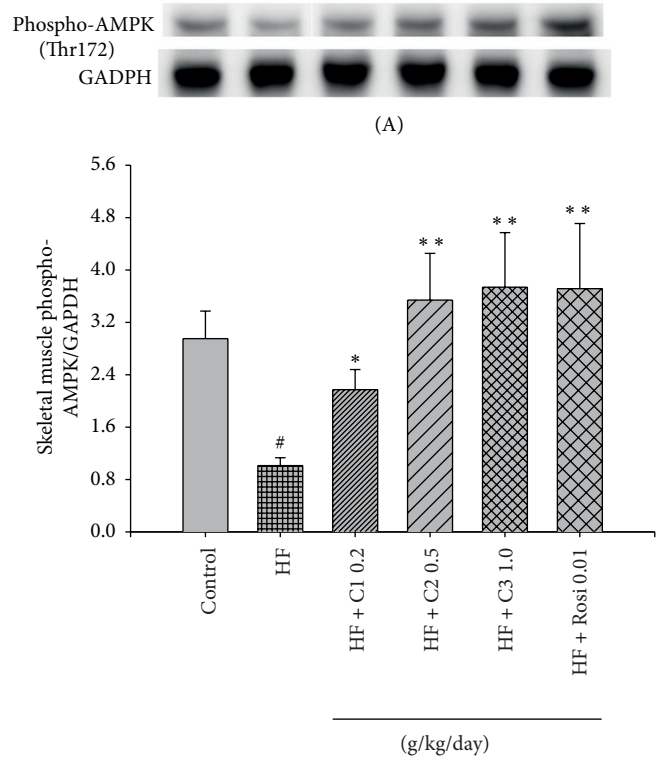 Phospho-AMPK
(Thr172)
GADPH
(A)
5.6
4.8
4.0
3.2
2.4
1.6
0.8
0.0
Skeletal muscle phospho-
AMPK/GAPDH
#
*
**
**
**
Control
HF
HF + C1 0.2
HF + C2 0.5
HF + C3 1.0
HF + Rosi 0.01
(g/kg/day)